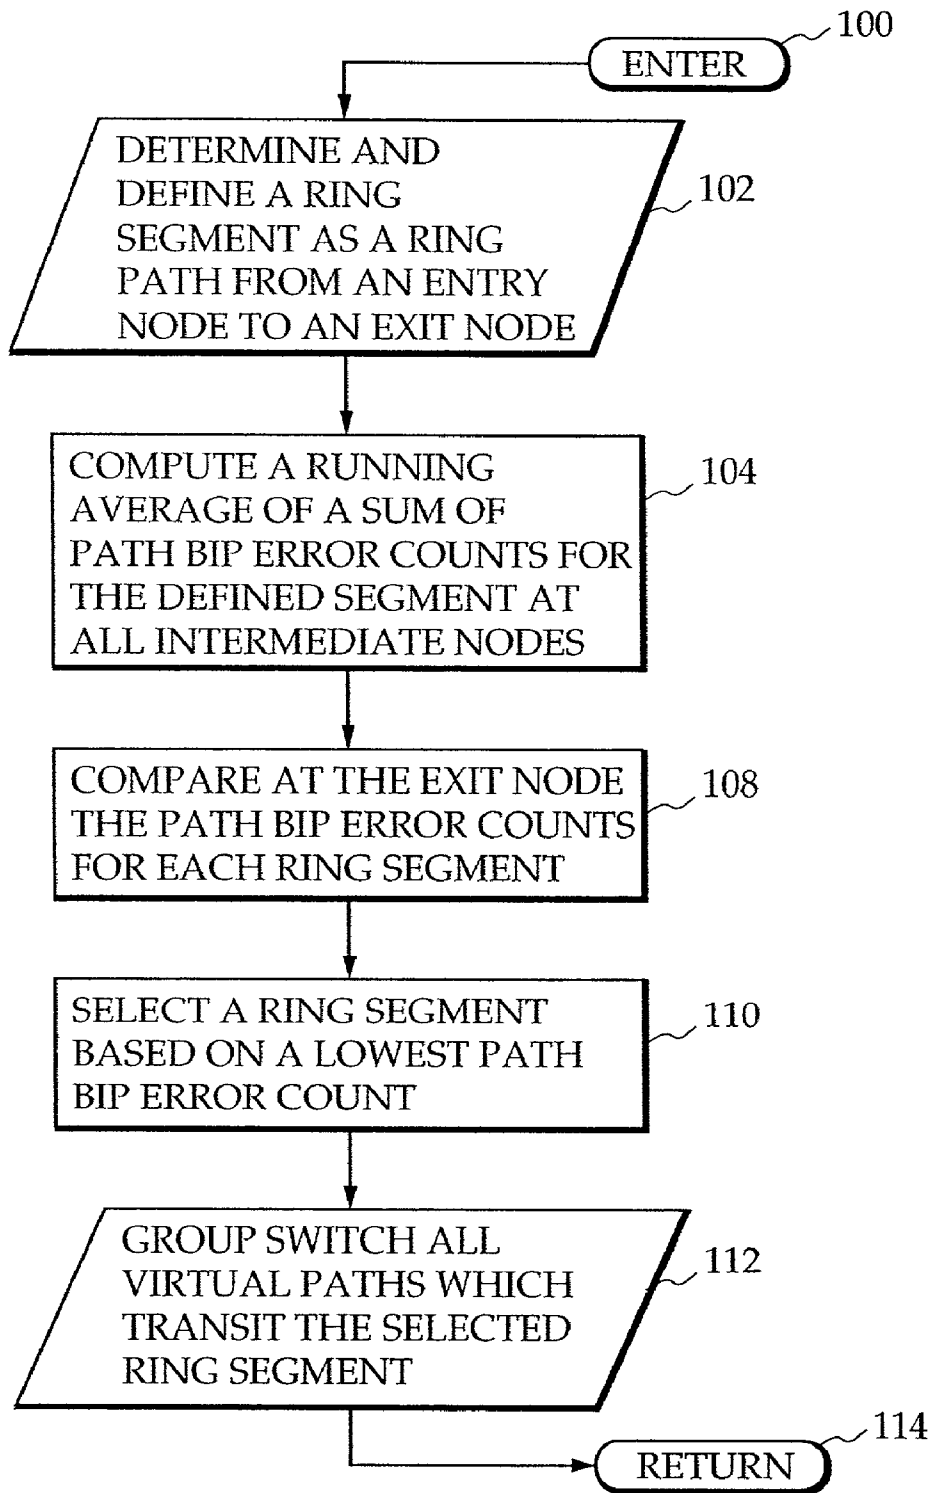 100
ENTER
DETERMINE AND
DEFINE A RING
SEGMENT AS A RING
PATH FROM AN ENTRY
NODE TO AN EXIT NODE
102
COMPUTE A RUNNING
AVERAGE OF A SUM OF
PATH BIP ERROR COUNTS FOR
THE DEFINED SEGMENT AT
ALL INTERMEDIATE NODES
104
COMPARE AT THE EXIT NODE
THE PATH BIP ERROR COUNTS
FOR EACH RING SEGMENT
108
SELECT A RING SEGMENT
BASED ON A LOWEST PATH
BIP ERROR COUNT
110
GROUP SWITCH ALL
VIRTUAL PATHS WHICH
TRANSIT THE SELECTED
RING SEGMENT
112
114
RETURN